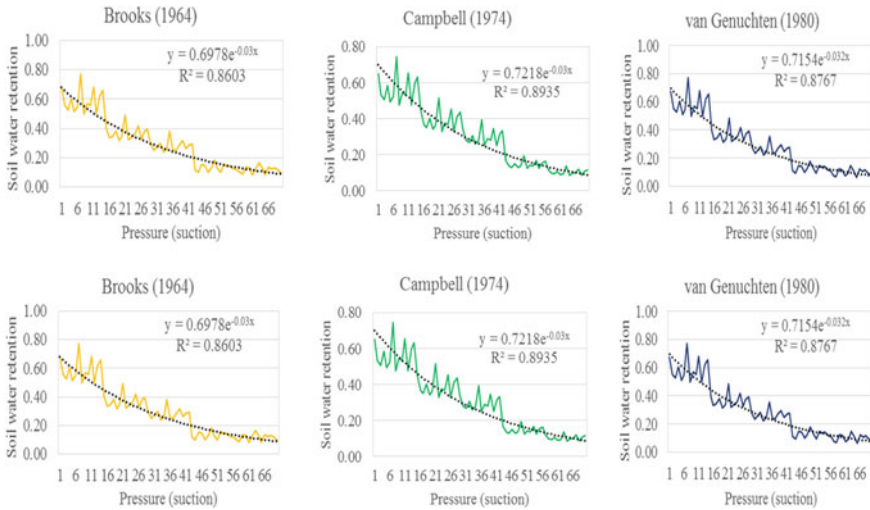 Brooks (1964)
Soil water retention
1.00
0.80
0.60
0.40
0.20
0.00
y = 0.6978e^-0.03x
R² = 0.8603
1 6 11 16 21 26 31 36 41 46 51 56 61 66
Pressure (suction)
Campbell (1974)
Soil water retention
0.80
0.60
0.40
0.20
0.00
y = 0.7218e^-0.03x
R² = 0.8935
1 6 11 16 21 26 31 36 41 46 51 56 61 66
Pressure (suction)
van Genuchten (1980)
Soil water retention
1.00
0.80
0.60
0.40
0.20
0.00
y = 0.7154e^-0.032x
R² = 0.8767
1 6 11 16 21 26 31 36 41 46 51 56 61 66
Pressure (suction)
Brooks (1964)
Soil water retention
1.00
0.80
0.60
0.40
0.20
0.00
y = 0.6978e^-0.03x
R² = 0.8603
1 6 11 16 21 26 31 36 41 46 51 56 61 66
Pressure (suction)
Campbell (1974)
Soil water retention
0.80
0.60
0.40
0.20
0.00
y = 0.7218e^-0.03x
R² = 0.8935
1 6 11 16 21 26 31 36 41 46 51 56 61 66
Pressure (suction)
van Genuchten (1980)
Soil water retention
1.00
0.80
0.60
0.40
0.20
0.00
y = 0.7154e^-0.032x
R² = 0.8767
1 6 11 16 21 26 31 36 41 46 51 56 61 66
Pressure (suction)